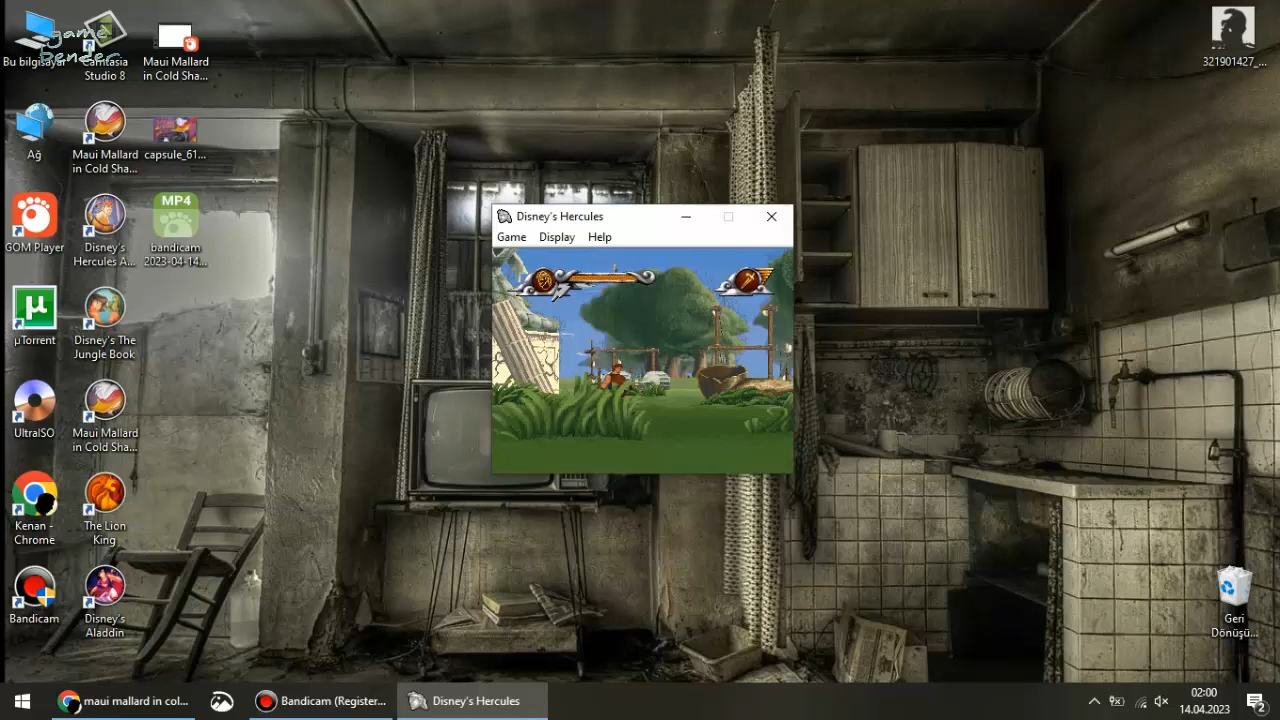 game
bender
Bu bilgisayar
Camtasia
Studio 8
Maui Mallard
in Cold Sha...
321901427_...
Ağ
Maui Mallard
in Cold Sha...
capsule_61...
GOM Player
Disney's
Hercules A...
MP4
bandicam
2023-04-14...
µTorrent
Disney's The
Jungle Book
UltraISO
Maui Mallard
in Cold Sha...
Kenan -
Chrome
The Lion
King
Bandicam
Disney's
Aladdin
Disney's Hercules
Game Display Help
Geri
Dönüşü...
maui mallard in col...
Bandicam (Register...
Disney's Hercules
02:00
14.04.2023
2